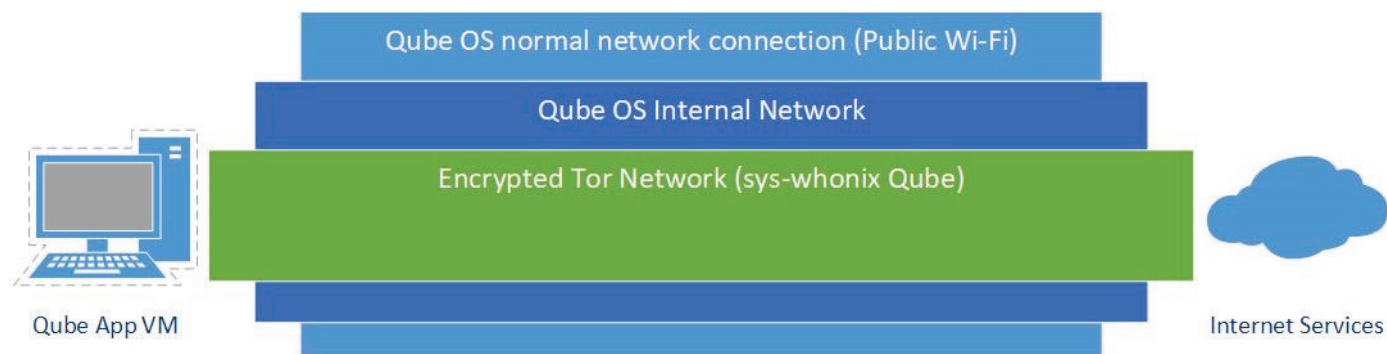 Qube OS normal network connection (Public Wi-Fi)
Qube OS Internal Network
Encrypted Tor Network (sys-whonix Qube)
Qube App VM
Internet Services